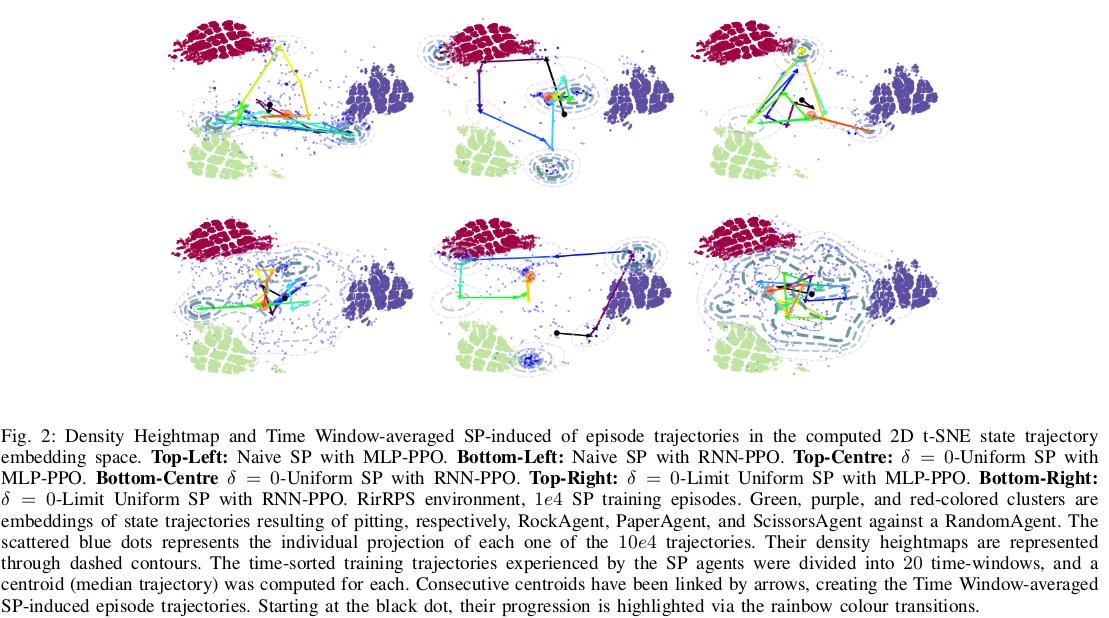 Fig. 2: Density Heightmap and Time Window-averaged SP-induced of episode trajectories in the computed 2D t-SNE state trajectory
embedding space. Top-Left: Naive SP with MLP-PPO. Bottom-Left: Naive SP with RNN-PPO. Top-Centre: δ = 0-Uniform SP with
MLP-PPO. Bottom-Centre δ = 0-Uniform SP with RNN-PPO. Top-Right: δ = 0-Limit Uniform SP with MLP-PPO. Bottom-Right:
δ = 0-Limit Uniform SP with RNN-PPO. RirRPS environment, 1e4 SP training episodes. Green, purple, and red-colored clusters are
embeddings of state trajectories resulting of pitting, respectively, RockAgent, PaperAgent, and ScissorsAgent against a RandomAgent. The
scattered blue dots represents the individual projection of each one of the 10e4 trajectories. Their density heightmaps are represented
through dashed contours. The time-sorted training trajectories experienced by the SP agents were divided into 20 time-windows, and a
centroid (median trajectory) was computed for each. Consecutive centroids have been linked by arrows, creating the Time Window-averaged
SP-induced episode trajectories. Starting at the black dot, their progression is highlighted via the rainbow colour transitions.